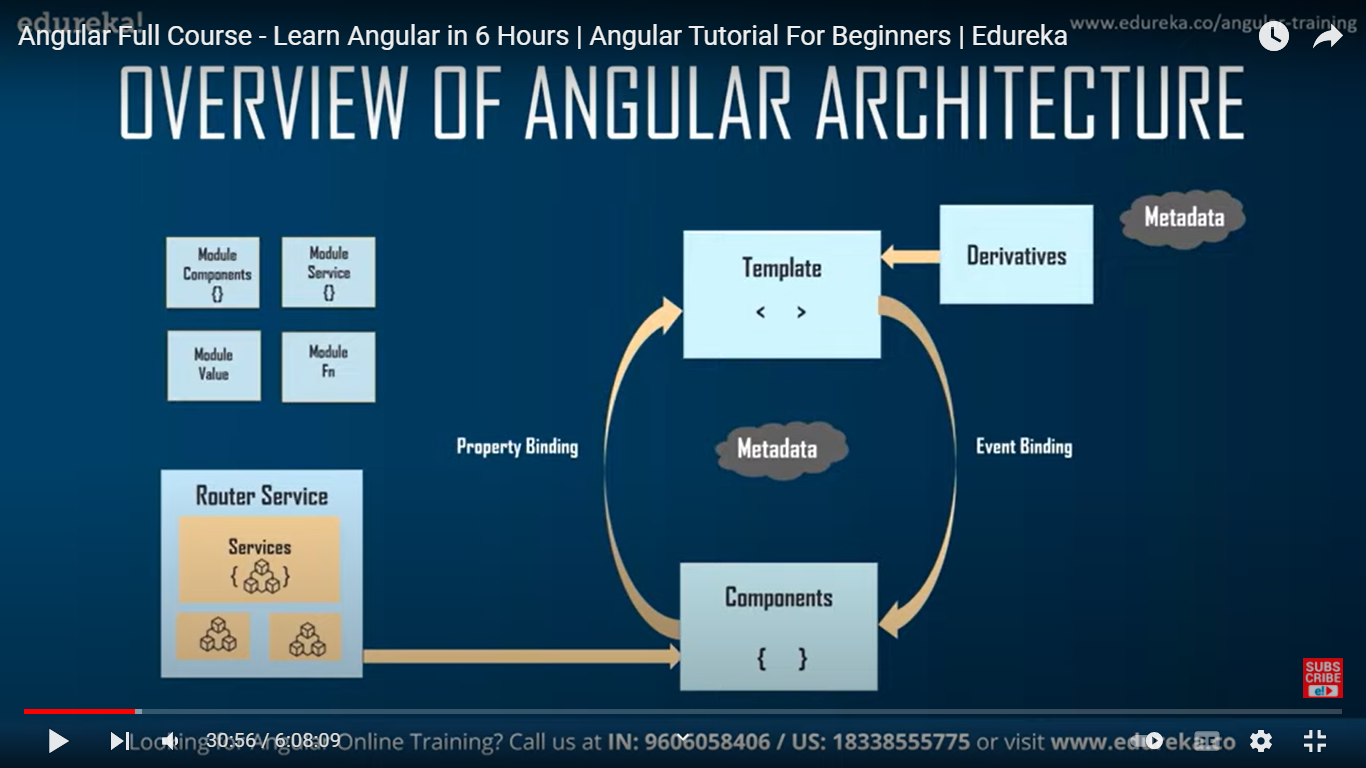 edureka!
www.edureka.co/angular-training
Angular Full Course - Learn Angular in 6 Hours | Angular Tutorial For Beginners | Edureka
OVERVIEW OF ANGULAR ARCHITECTURE
Module
Components
{}
Module
Service
{}
Module
Value
Module
Fn
Template
< >
Derivatives
Metadata
Property Binding
Metadata
Event Binding
Router Service
Services
{ }
Components
{ }
SUBS
CRIBE
e!
30:56 / 6:08:09
Looking for Angular Online Training? Call us at IN: 9606058406 / US: 18338555775 or visit www.edureka.co
CC